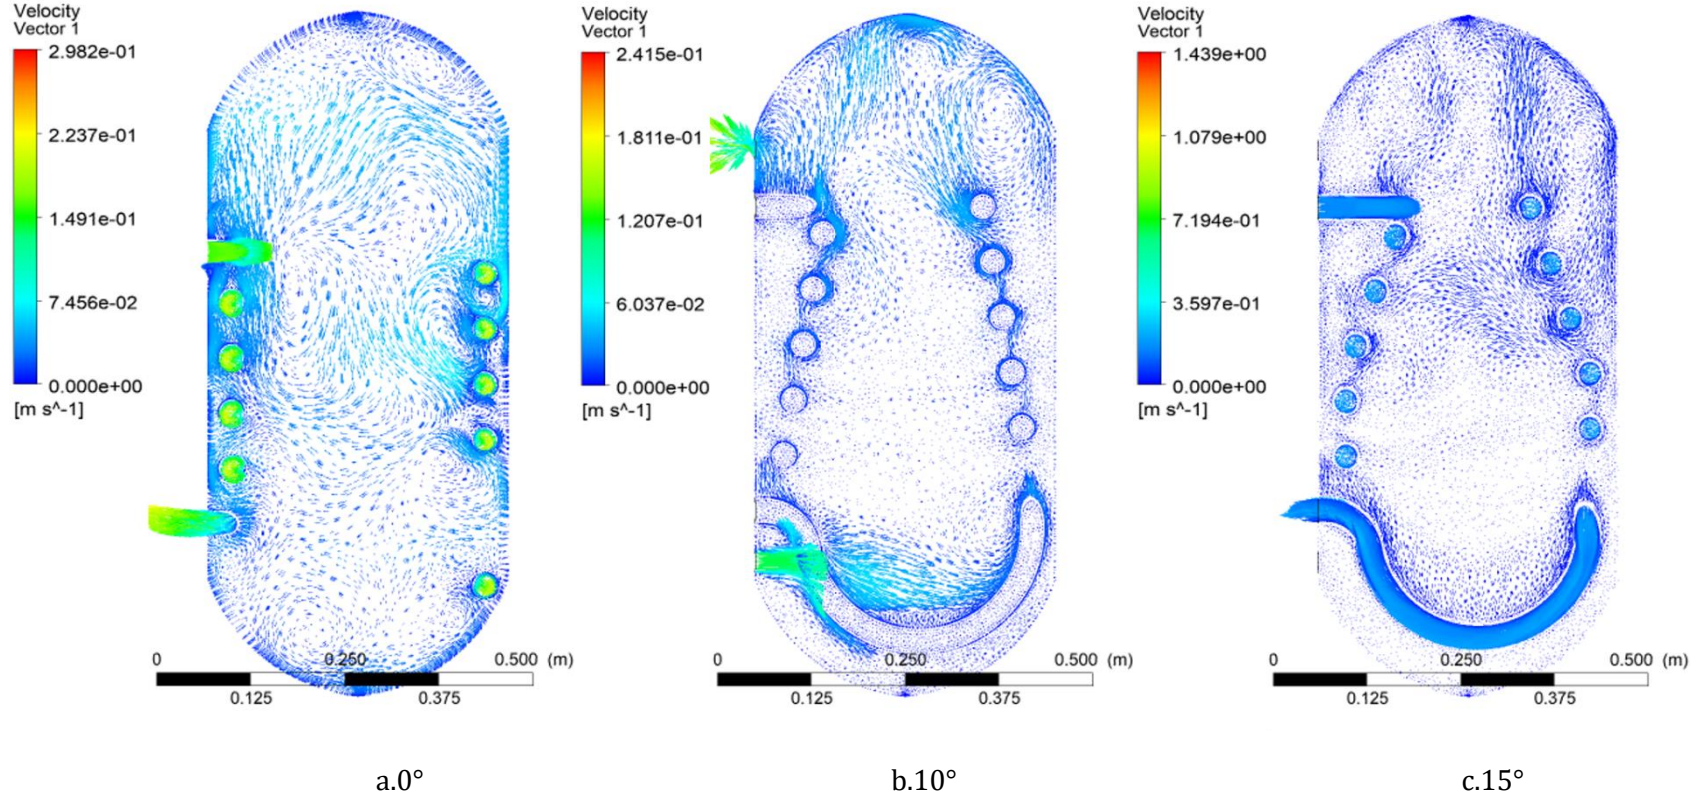 Velocity
Vector 1
2.982e-01
2.237e-01
1.491e-01
7.456e-02
0.000e+00
[m s^-1]
0 0.250 0.500 (m)
0.125 0.375
a.0°
Velocity
Vector 1
2.415e-01
1.811e-01
1.207e-01
6.037e-02
0.000e+00
[m s^-1]
0 0.250 0.500 (m)
0.125 0.375
b.10°
Velocity
Vector 1
1.439e+00
1.079e+00
7.194e-01
3.597e-01
0.000e+00
[m s^-1]
0 0.250 0.500 (m)
0.125 0.375
c.15°